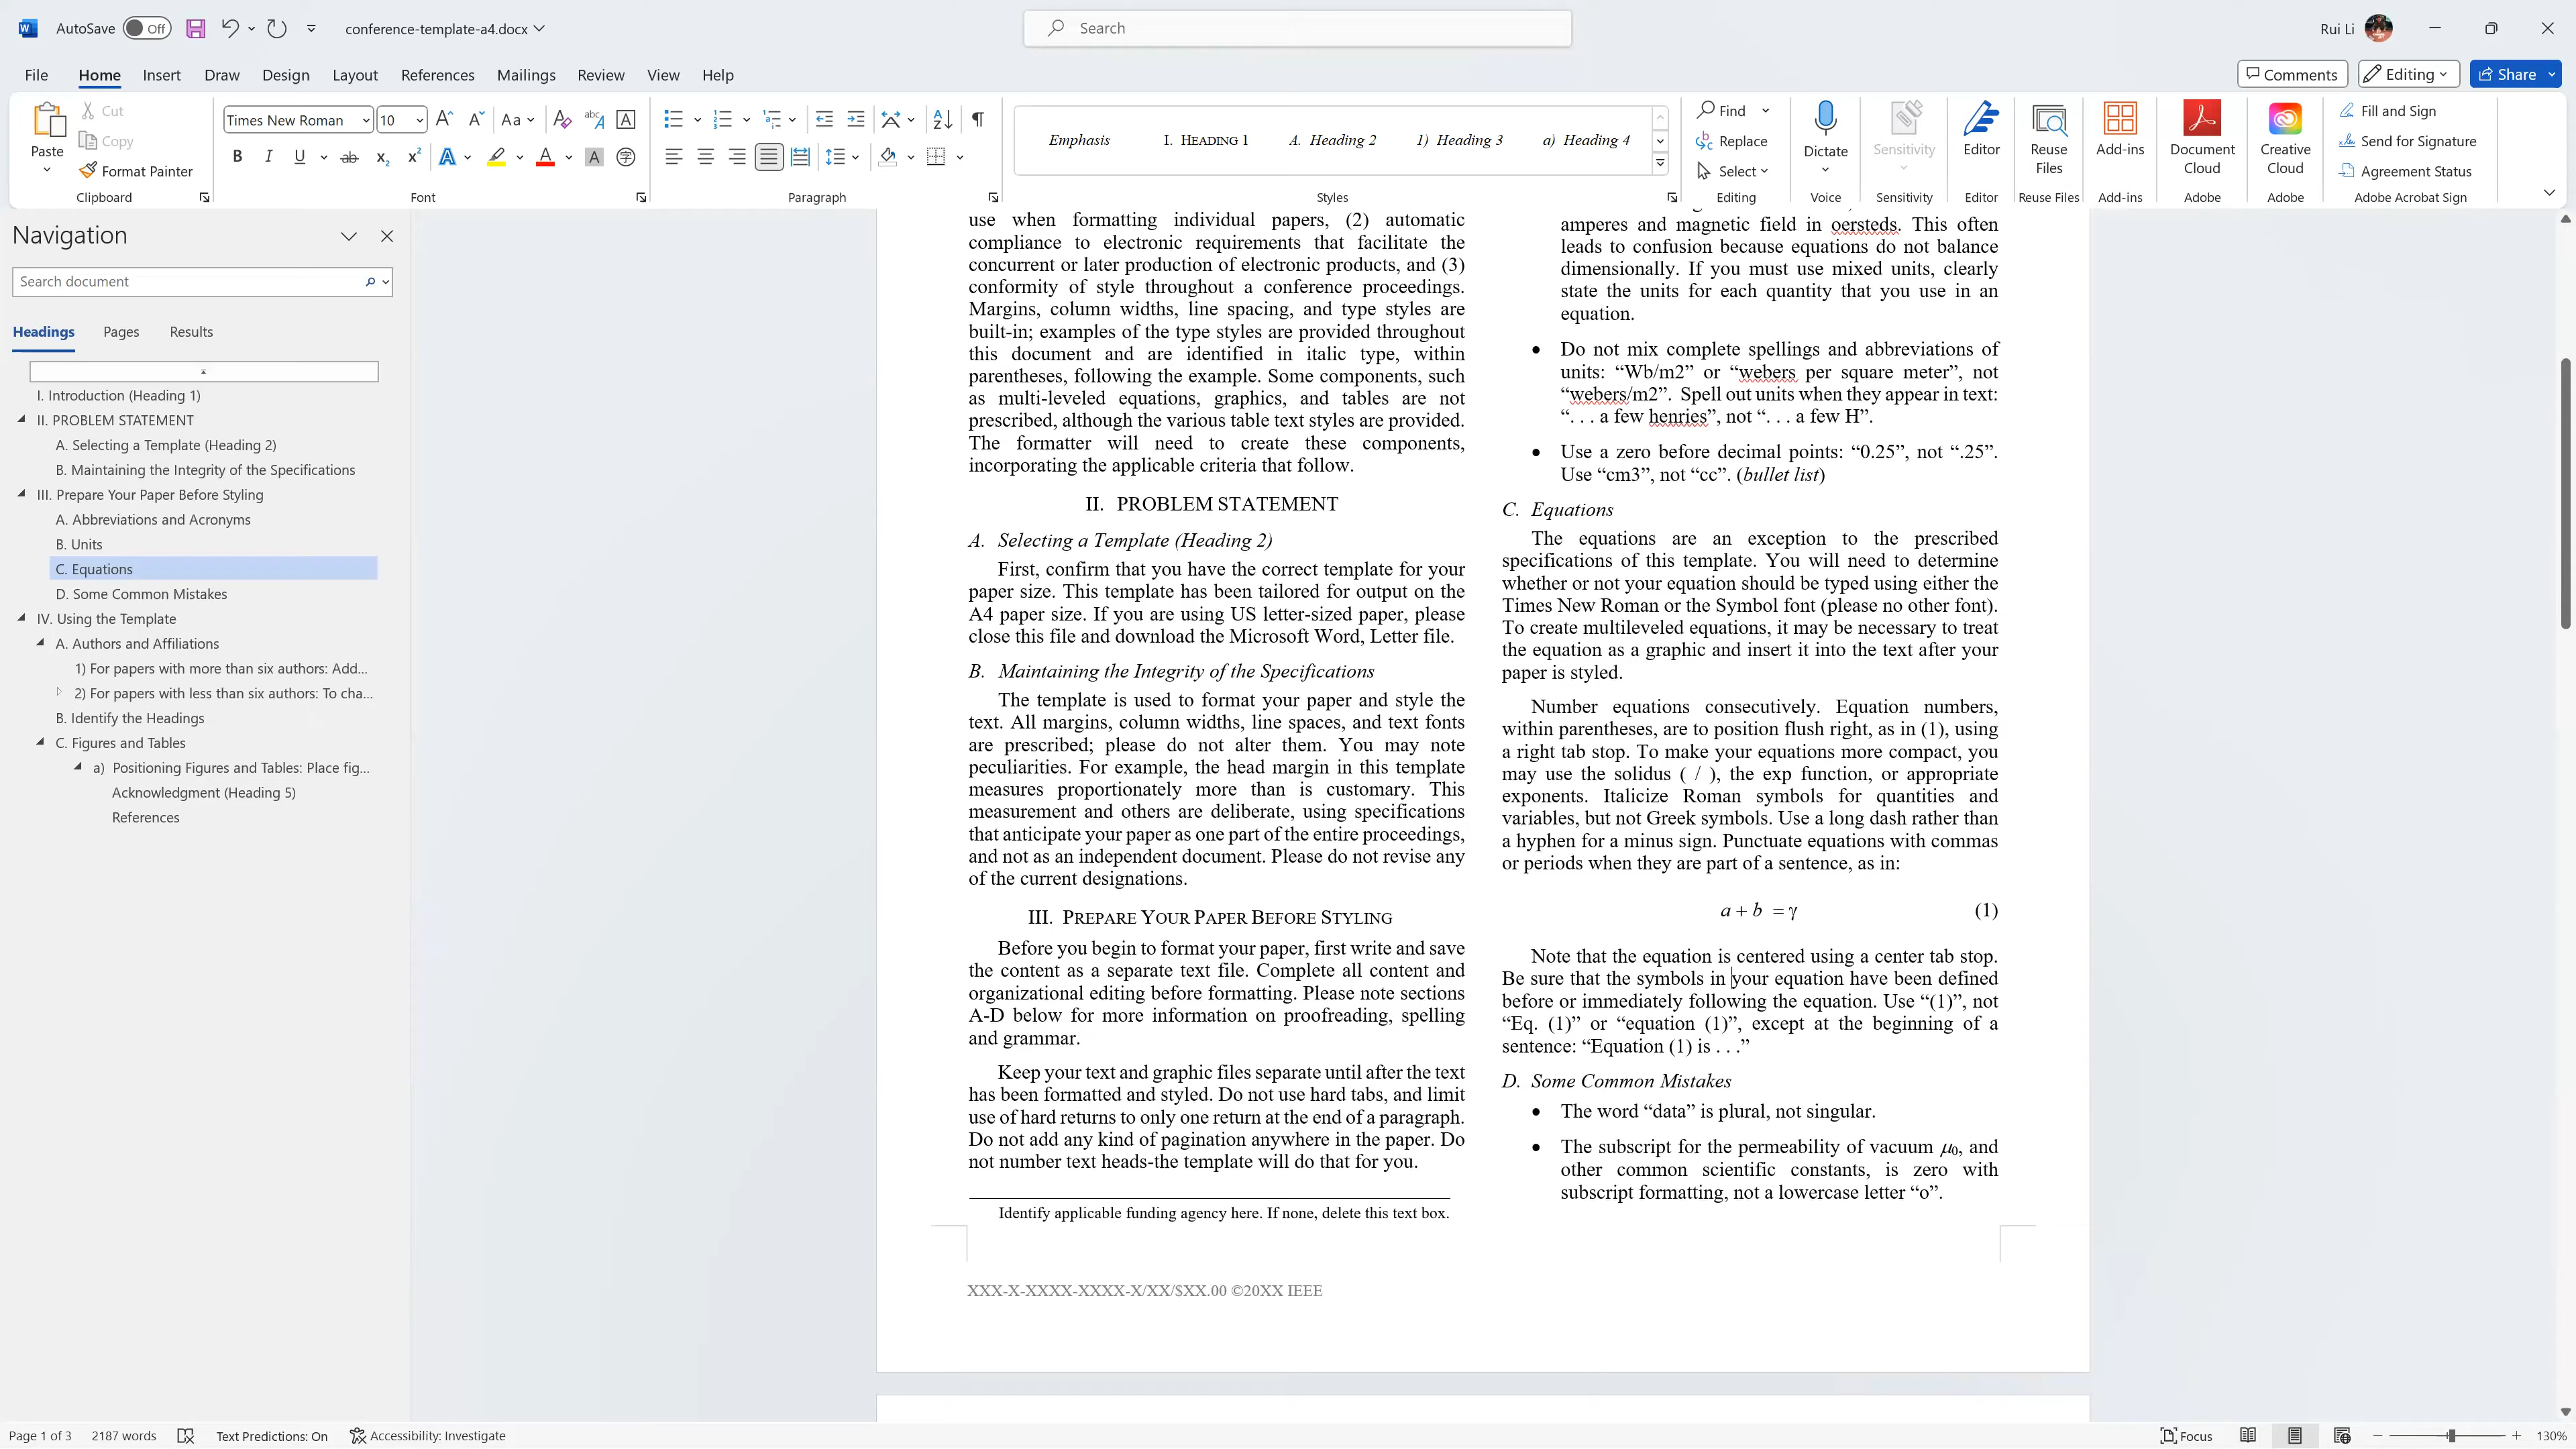 AutoSave Off conference-template-a4.docx Search Rui Li
File Home Insert Draw Design Layout References Mailings Review View Help Comments Editing Share
Paste Cut Copy Format Painter
Clipboard
Times New Roman 10 Aa
Font
Paragraph
Emphasis I. HEADING 1 A. Heading 2 1) Heading 3 a) Heading 4
Styles
Find
Replace
Select
Editing
Dictate
Voice
Sensitivity
Sensitivity
Editor
Editor
Reuse Files
Reuse Files
Add-ins
Add-ins
Document Cloud
Adobe
Creative Cloud
Adobe
Fill and Sign
Send for Signature
Agreement Status
Adobe Acrobat Sign
Navigation
Search document
Headings Pages Results
I. Introduction (Heading 1)
II. PROBLEM STATEMENT
A. Selecting a Template (Heading 2)
B. Maintaining the Integrity of the Specifications
III. Prepare Your Paper Before Styling
A. Abbreviations and Acronyms
B. Units
C. Equations
D. Some Common Mistakes
IV. Using the Template
A. Authors and Affiliations
1) For papers with more than six authors: Add...
2) For papers with less than six authors: To cha...
B. Identify the Headings
C. Figures and Tables
a) Positioning Figures and Tables: Place fig...
Acknowledgment (Heading 5)
References
use when formatting individual papers, (2) automatic
compliance to electronic requirements that facilitate the
concurrent or later production of electronic products, and (3)
conformity of style throughout a conference proceedings.
Margins, column widths, line spacing, and type styles are
built-in; examples of the type styles are provided throughout
this document and are identified in italic type, within
parentheses, following the example. Some components, such
as multi-leveled equations, graphics, and tables are not
prescribed, although the various table text styles are provided.
The formatter will need to create these components,
incorporating the applicable criteria that follow.
II. PROBLEM STATEMENT
A. Selecting a Template (Heading 2)
First, confirm that you have the correct template for your
paper size. This template has been tailored for output on the
A4 paper size. If you are using US letter-sized paper, please
close this file and download the Microsoft Word, Letter file.
B. Maintaining the Integrity of the Specifications
The template is used to format your paper and style the
text. All margins, column widths, line spaces, and text fonts
are prescribed; please do not alter them. You may note
peculiarities. For example, the head margin in this template
measures proportionately more than is customary. This
measurement and others are deliberate, using specifications
that anticipate your paper as one part of the entire proceedings,
and not as an independent document. Please do not revise any
of the current designations.
III. PREPARE YOUR PAPER BEFORE STYLING
Before you begin to format your paper, first write and save
the content as a separate text file. Complete all content and
organizational editing before formatting. Please note sections
A-D below for more information on proofreading, spelling
and grammar.
Keep your text and graphic files separate until after the text
has been formatted and styled. Do not use hard tabs, and limit
use of hard returns to only one return at the end of a paragraph.
Do not add any kind of pagination anywhere in the paper. Do
not number text heads-the template will do that for you.
Identify applicable funding agency here. If none, delete this text box.
XXX-X-XXXX-XXXX-X/XX/$XX.00 ©20XX IEEE
amperes and magnetic field in oersteds. This often
leads to confusion because equations do not balance
dimensionally. If you must use mixed units, clearly
state the units for each quantity that you use in an
equation.
• Do not mix complete spellings and abbreviations of
units: “Wb/m2” or “webers per square meter”, not
“webers/m2”. Spell out units when they appear in text:
“. . . a few henries”, not “. . . a few H”.
• Use a zero before decimal points: “0.25”, not “.25”.
Use “cm3”, not “cc”. (bullet list)
C. Equations
The equations are an exception to the prescribed
specifications of this template. You will need to determine
whether or not your equation should be typed using either the
Times New Roman or the Symbol font (please no other font).
To create multileveled equations, it may be necessary to treat
the equation as a graphic and insert it into the text after your
paper is styled.
Number equations consecutively. Equation numbers,
within parentheses, are to position flush right, as in (1), using
a right tab stop. To make your equations more compact, you
may use the solidus ( / ), the exp function, or appropriate
exponents. Italicize Roman symbols for quantities and
variables, but not Greek symbols. Use a long dash rather than
a hyphen for a minus sign. Punctuate equations with commas
or periods when they are part of a sentence, as in:
a + b = γ (1)
Note that the equation is centered using a center tab stop.
Be sure that the symbols in your equation have been defined
before or immediately following the equation. Use “(1)”, not
“Eq. (1)” or “equation (1)”, except at the beginning of a
sentence: “Equation (1) is . . .”
D. Some Common Mistakes
• The word “data” is plural, not singular.
• The subscript for the permeability of vacuum μ0, and
other common scientific constants, is zero with
subscript formatting, not a lowercase letter “o”.
Page 1 of 3 2187 words Text Predictions: On Accessibility: Investigate Focus 130%